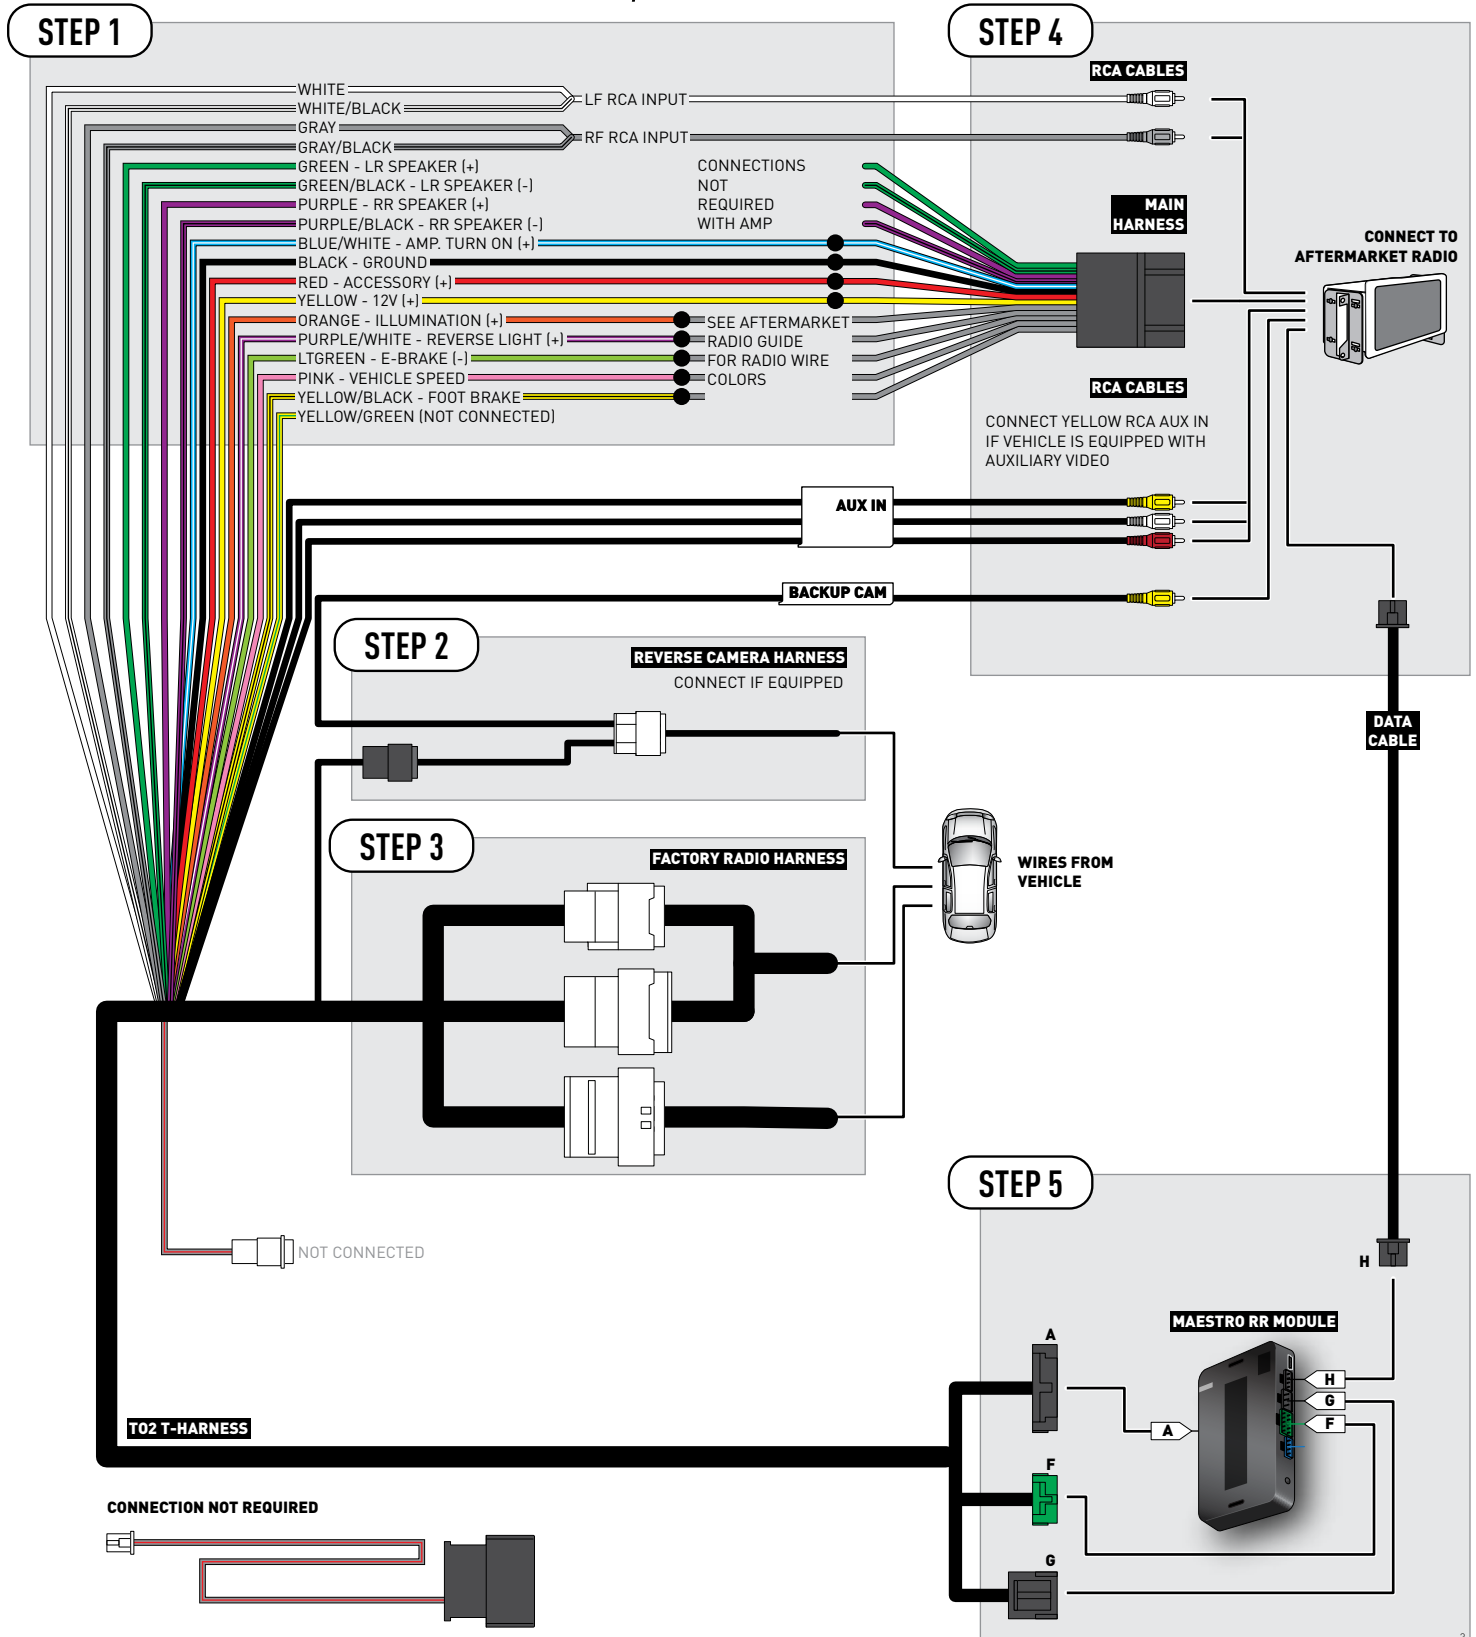 STEP 1
WHITE
WHITE/BLACK
LF RCA INPUT
GRAY
GRAY/BLACK
RF RCA INPUT
GREEN - LR SPEAKER (+)
GREEN/BLACK - LR SPEAKER (-)
PURPLE - RR SPEAKER (+)
PURPLE/BLACK - RR SPEAKER (-)
BLUE/WHITE - AMP. TURN ON (+)
BLACK - GROUND
RED - ACCESSORY (+)
YELLOW - 12V (+)
ORANGE - ILLUMINATION (+)
PURPLE/WHITE - REVERSE LIGHT (+)
LTGREEN - E-BRAKE (-)
PINK - VEHICLE SPEED
YELLOW/BLACK - FOOT BRAKE
YELLOW/GREEN (NOT CONNECTED)
CONNECTIONS
NOT
REQUIRED
WITH AMP
SEE AFTERMARKET
RADIO GUIDE
FOR RADIO WIRE
COLORS
STEP 4
RCA CABLES
MAIN
HARNESS
CONNECT TO
AFTERMARKET RADIO
RCA CABLES
CONNECT YELLOW RCA AUX IN
IF VEHICLE IS EQUIPPED WITH
AUXILIARY VIDEO
AUX IN
BACKUP CAM
STEP 2
REVERSE CAMERA HARNESS
CONNECT IF EQUIPPED
DATA
CABLE
STEP 3
FACTORY RADIO HARNESS
WIRES FROM
VEHICLE
STEP 5
NOT CONNECTED
H
MAESTRO RR MODULE
A
H
G
F
A
F
G
TO2 T-HARNESS
CONNECTION NOT REQUIRED